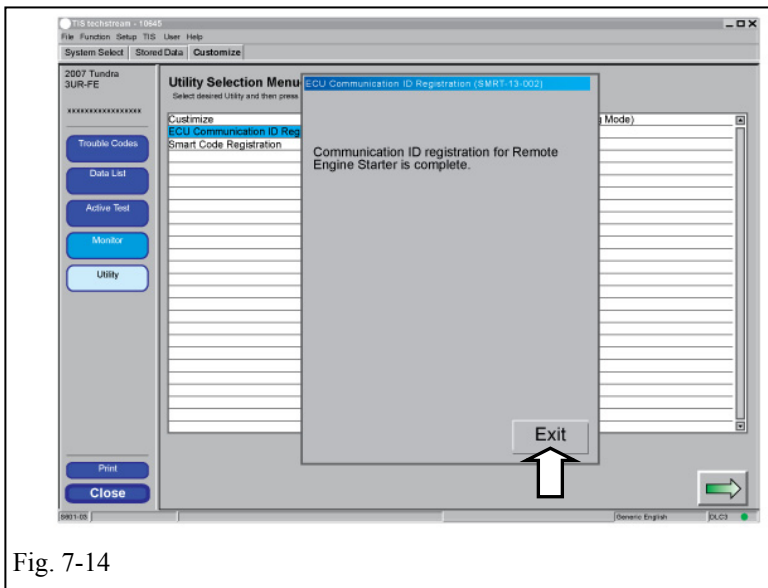 TIS techstream - 10645
File Function Setup TIS User Help
System Select Stored Data Customize
2007 Tundra
3UR-FE
*****************
Trouble Codes
Data List
Active Test
Monitor
Utility
Print
Close
Utility Selection Menu
Select desired Utility and then press
Custimize
ECU Communication ID Reg
Smart Code Registration
g Mode)
ECU Communication ID Registration (SMRT-13-002)
Communication ID registration for Remote
Engine Starter is complete.
Exit
S601-05
Generic English
DLC3
Fig. 7-14